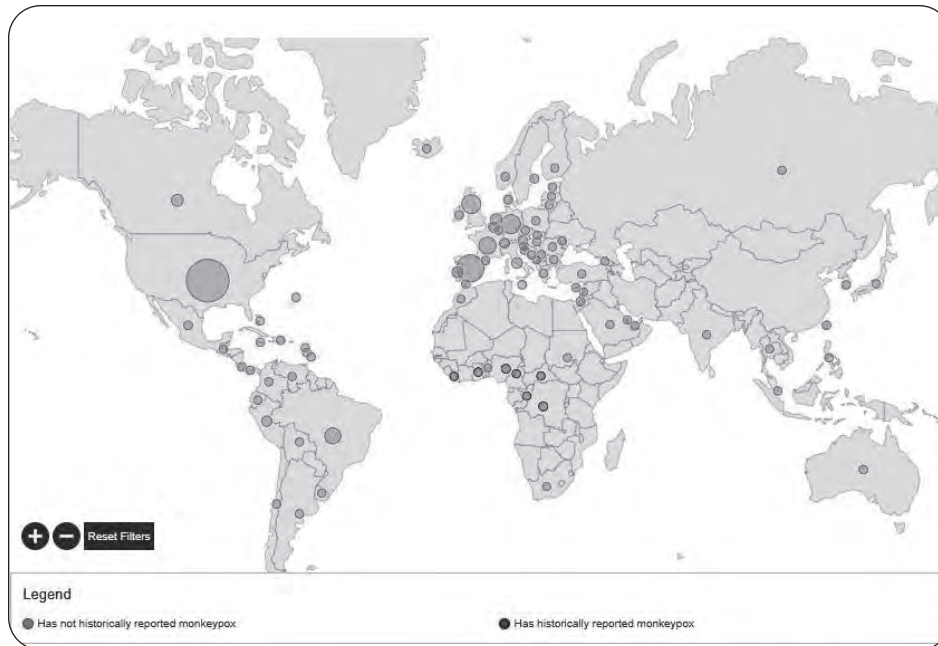 Reset Filters
Legend
Has not historically reported monkeypox
Has historically reported monkeypox